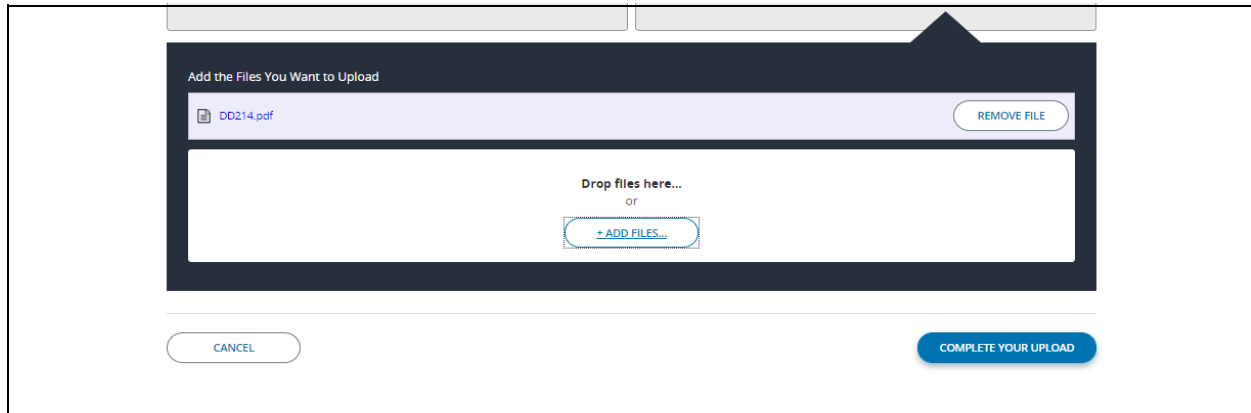 Add the Files You Want to Upload
DD214.pdf
REMOVE FILE
Drop files here...
or
+ ADD FILES...
CANCEL
COMPLETE YOUR UPLOAD